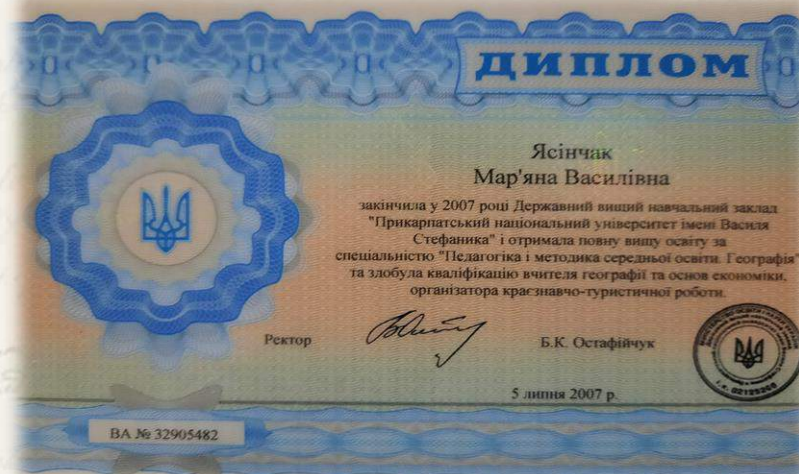 ДИПЛОМ
Ясінчак
Мар'яна Василівна
закінчила у 2007 році Державний вищий навчальний заклад
"Прикарпатський національний університет імені Василя
Стефаника" і отримала повну вищу освіту за
спеціальністю "Педагогіка і методика середньої освіти. Географія"
та здобула кваліфікацію вчителя географії та основ економіки,
організатора краєзнавчо-туристичної роботи.
Ректор
Б.К. Остафійчук
5 липня 2007 р.
ВА № 32905482